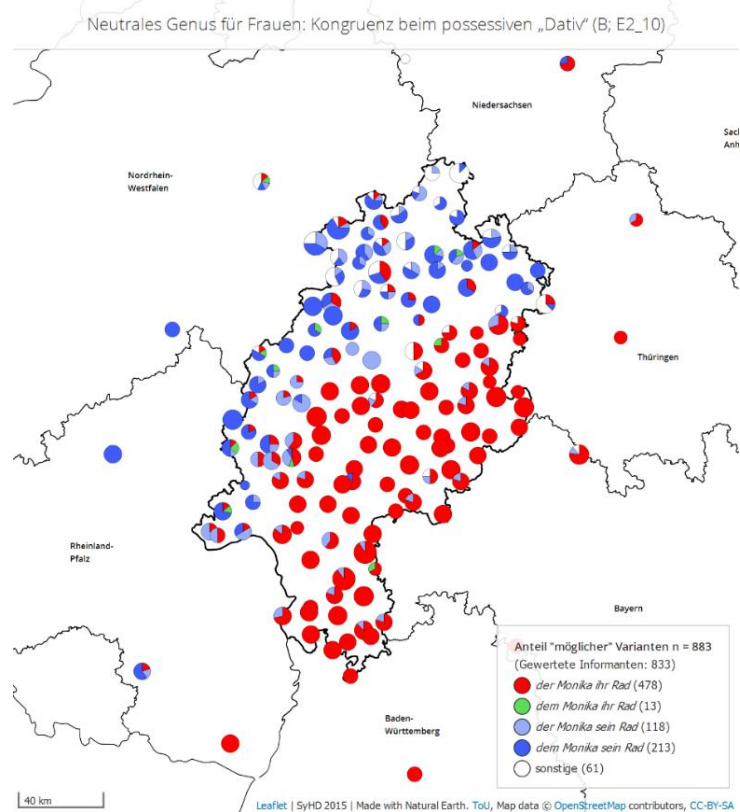 Neutrales Genus für Frauen: Kongruenz beim possessiven „Dativ“ (B; E2_10)
Niedersachsen
Sac
Anh
Nordrhein-
Westfalen
Thüringen
Rheinland-
Pfalz
Bayern
Baden-
Württemberg
Anteil "möglicher" Varianten n = 883
(Gewertete Informanten: 833)
der Monika ihr Rad (478)
dem Monika ihr Rad (13)
der Monika sein Rad (118)
dem Monika sein Rad (213)
sonstige (61)
40 km
Leaflet | SyHD 2015 | Made with Natural Earth. ToU, Map data © OpenStreetMap contributors, CC-BY-SA